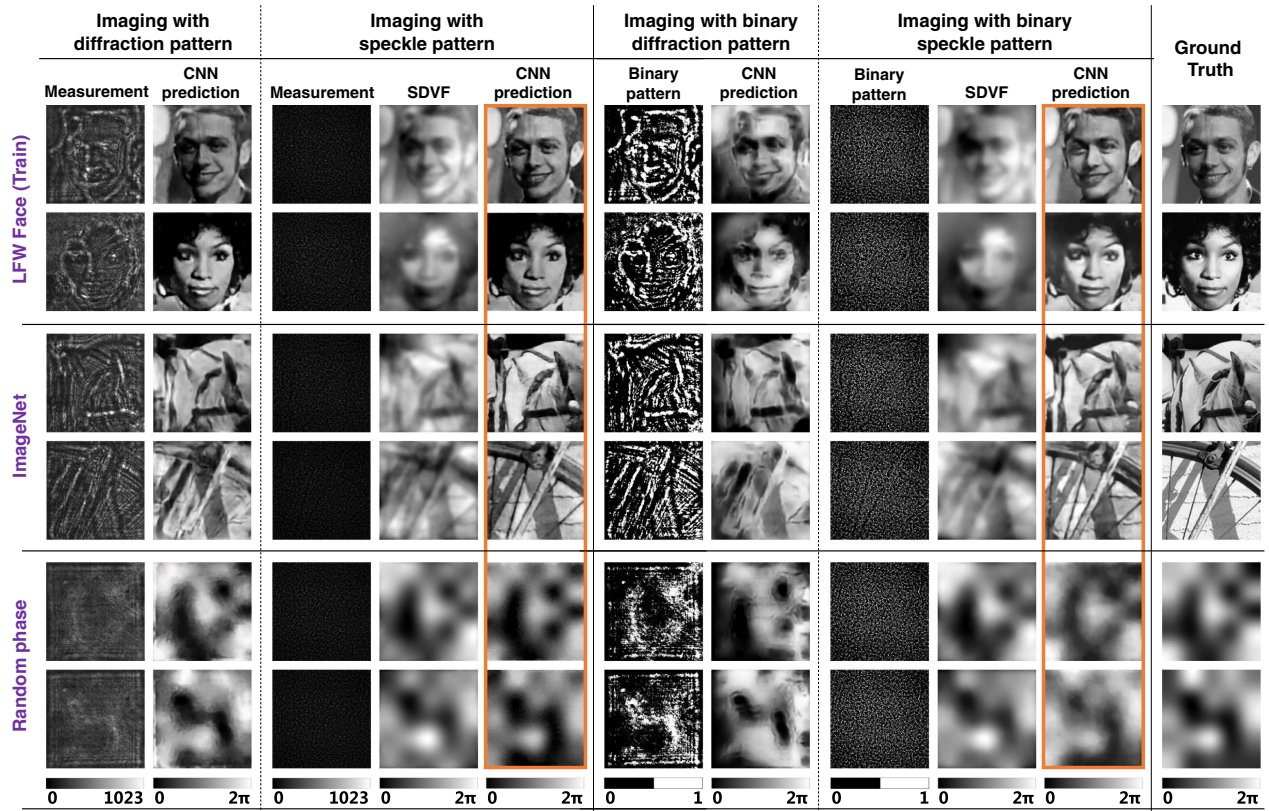 Imaging with
diffraction pattern
Imaging with
speckle pattern
Imaging with binary
diffraction pattern
Imaging with binary
speckle pattern
Ground
Truth
Measurement
CNN
prediction
Measurement
SDVF
CNN
prediction
Binary
pattern
CNN
prediction
Binary
pattern
SDVF
CNN
prediction
LFW Face (Train)
ImageNet
Random phase
0 1023
0 2π
0 1023
0 2π
0 2π
0 1
0 2π
0 1
0 2π
0 2π
0 2π